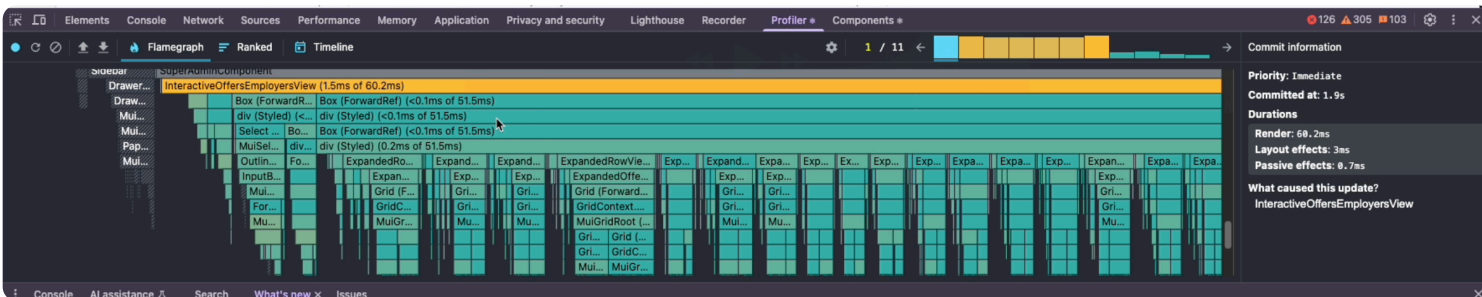 Elements Console Network Sources Performance Memory Application Privacy and security Lighthouse Recorder Profiler Components 126 305 103
Flamegraph Ranked Timeline 1 / 11 Commit information
Sidebar SuperAdminComponent
Drawer... InteractiveOffersEmployersView (1.5ms of 60.2ms)
Draw... Box (ForwardR... Box (ForwardRef) (<0.1ms of 51.5ms)
Mui... div (Styled) (<... div (Styled) (<0.1ms of 51.5ms)
Mui... Select ... Bo... Box (ForwardRef) (<0.1ms of 51.5ms)
Pap... MuiSel... div... div (Styled) (0.2ms of 51.5ms)
Mui... Outlin... Fo... ExpandedRo... Expand... Expand... ExpandedRowVie... Exp... Expand... Expa... Exp... Ex... Exp... Expa... Exp... Exp... Expan... Expa... Expa...
InputB... Expan... Exp... Exp... ExpandedOffe... Exp... Exp...
Mui... Grid (F... Gri... Gri... Grid (Forward... Gri... Gri...
For... GridC... Gri... Gri... GridContext.... Gri... Gri...
Mu... MuiGr... Mu... Mu... MuiGridRoot (... Mui... Mu...
Gri... Grid (...
Gri... GridC...
Mui... MuiGr...
Priority: Immediate
Committed at: 1.9s
Durations
Render: 60.2ms
Layout effects: 3ms
Passive effects: 0.7ms
What caused this update?
InteractiveOffersEmployersView
Console AI assistance Search What's new Issues